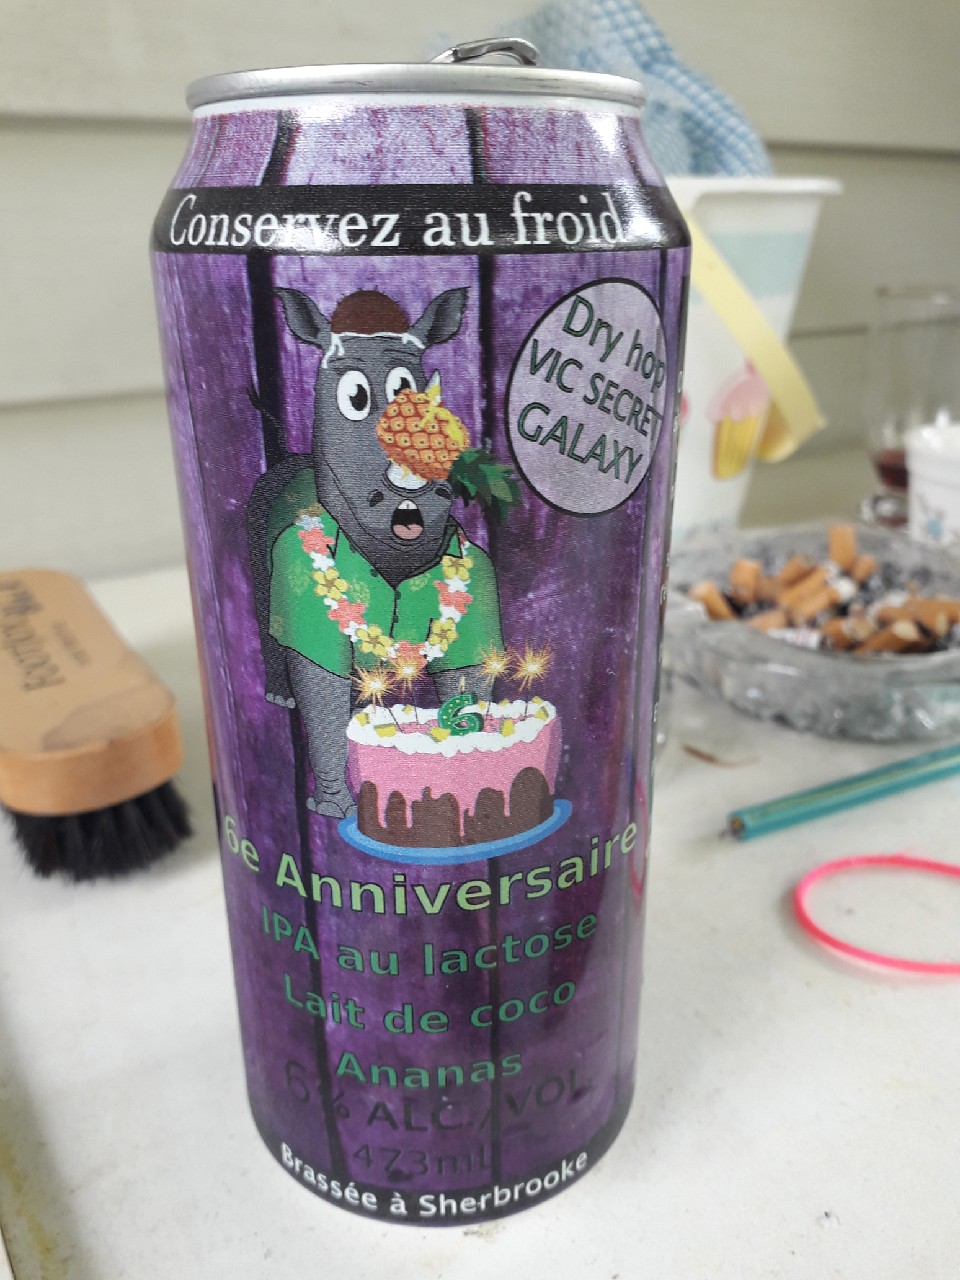 Conservez au froid
Dry hop
VIC SECRET
GALAXY
6
6e Anniversaire
IPA au lactose
Lait de coco
Ananas
6% ALC./VOL
473ml
Brassée à Sherbrooke